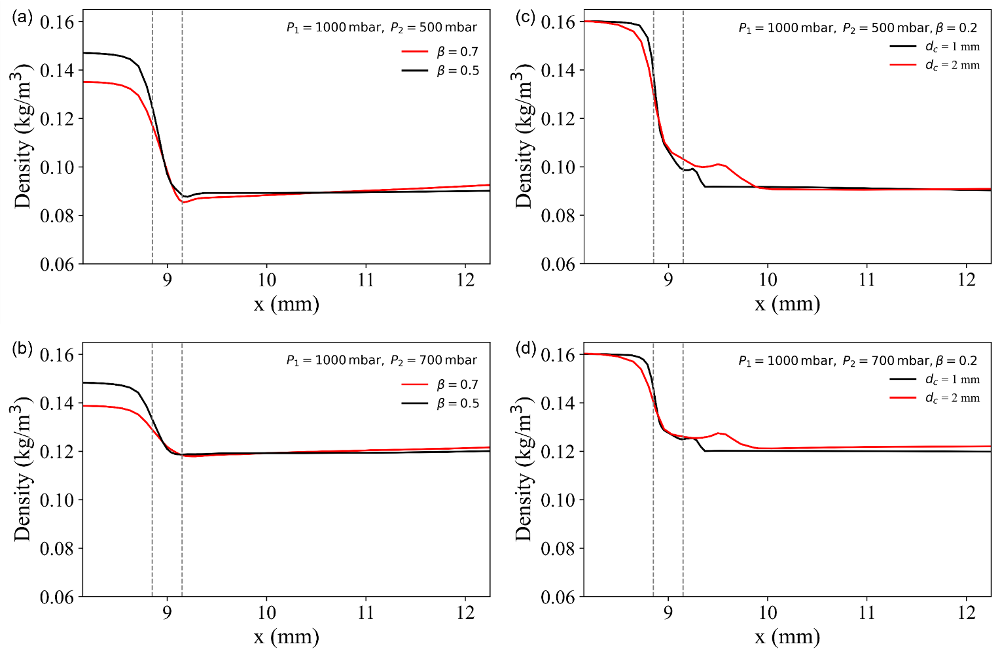 (a)
P₁ = 1000 mbar, P₂ = 500 mbar
β = 0.7
β = 0.5
0.16
0.14
0.12
0.10
0.08
0.06
Density (kg/m³)
9 10 11 12
x (mm)
(c)
P₁ = 1000 mbar, P₂ = 500 mbar, β = 0.2
d_c = 1 mm
d_c = 2 mm
0.16
0.14
0.12
0.10
0.08
0.06
Density (kg/m³)
9 10 11 12
x (mm)
(b)
P₁ = 1000 mbar, P₂ = 700 mbar
β = 0.7
β = 0.5
0.16
0.14
0.12
0.10
0.08
0.06
Density (kg/m³)
9 10 11 12
x (mm)
(d)
P₁ = 1000 mbar, P₂ = 700 mbar, β = 0.2
d_c = 1 mm
d_c = 2 mm
0.16
0.14
0.12
0.10
0.08
0.06
Density (kg/m³)
9 10 11 12
x (mm)